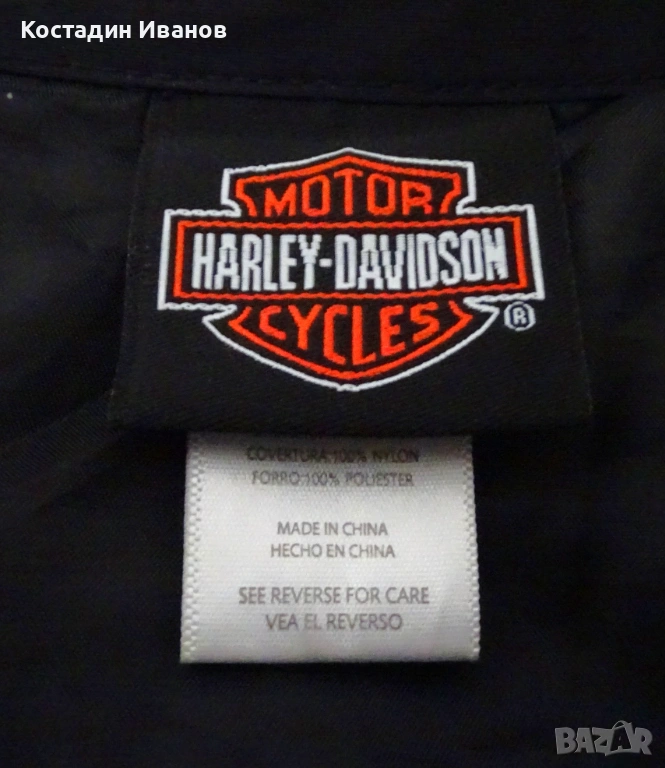 Костадин Иванов
MOTOR
HARLEY-DAVIDSON
CYCLES
®
COVERTURA:100% NYLON
FORRO:100% POLIESTER
MADE IN CHINA
HECHO EN CHINA
SEE REVERSE FOR CARE
VEA EL REVERSO
BAZAR